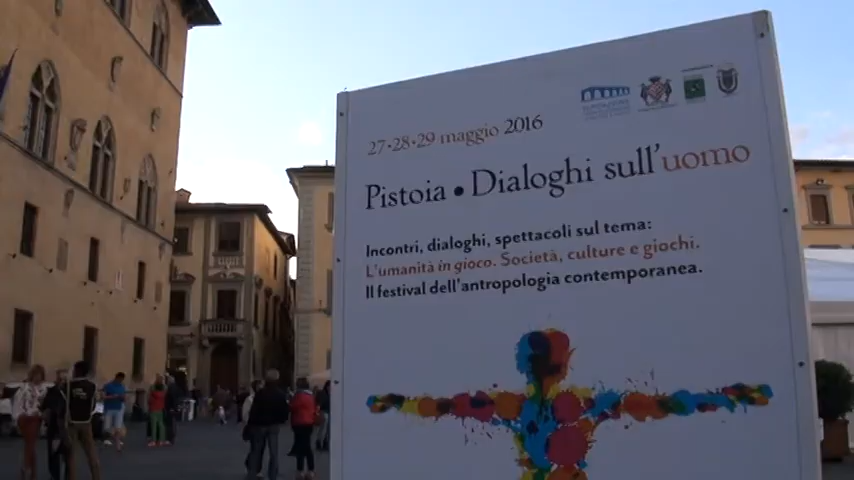 27·28·29 maggio 2016
Pistoia • Dialoghi sull'uomo
Incontri, dialoghi, spettacoli sul tema:
L'umanità in gioco. Società, culture e giochi.
Il festival dell'antropologia contemporanea.